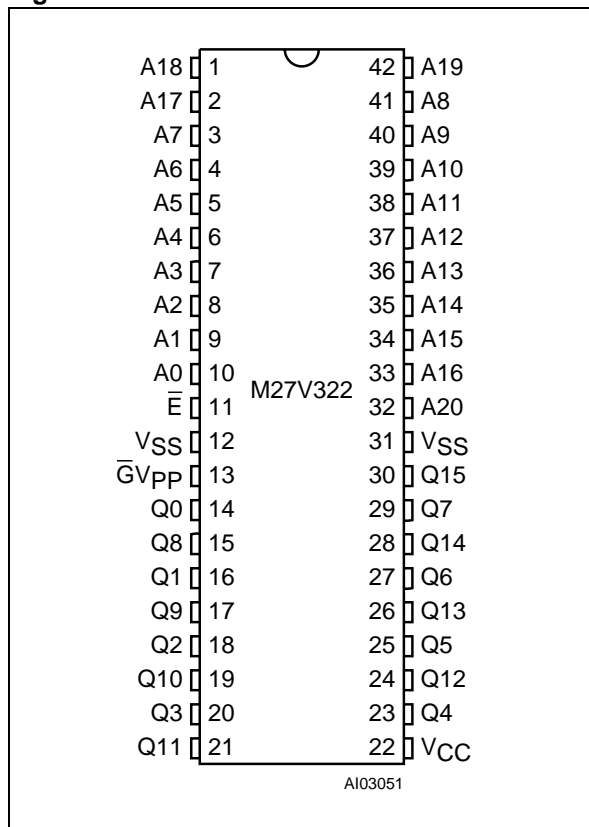 A18 1 42 A19
A17 2 41 A8
A7 3 40 A9
A6 4 39 A10
A5 5 38 A11
A4 6 37 A12
A3 7 36 A13
A2 8 35 A14
A1 9 34 A15
A0 10 33 A16
M27V322
E̅ 11 32 A20
VSS 12 31 VSS
G̅VPP 13 30 Q15
Q0 14 29 Q7
Q8 15 28 Q14
Q1 16 27 Q6
Q9 17 26 Q13
Q2 18 25 Q5
Q10 19 24 Q12
Q3 20 23 Q4
Q11 21 22 VCC
AI03051